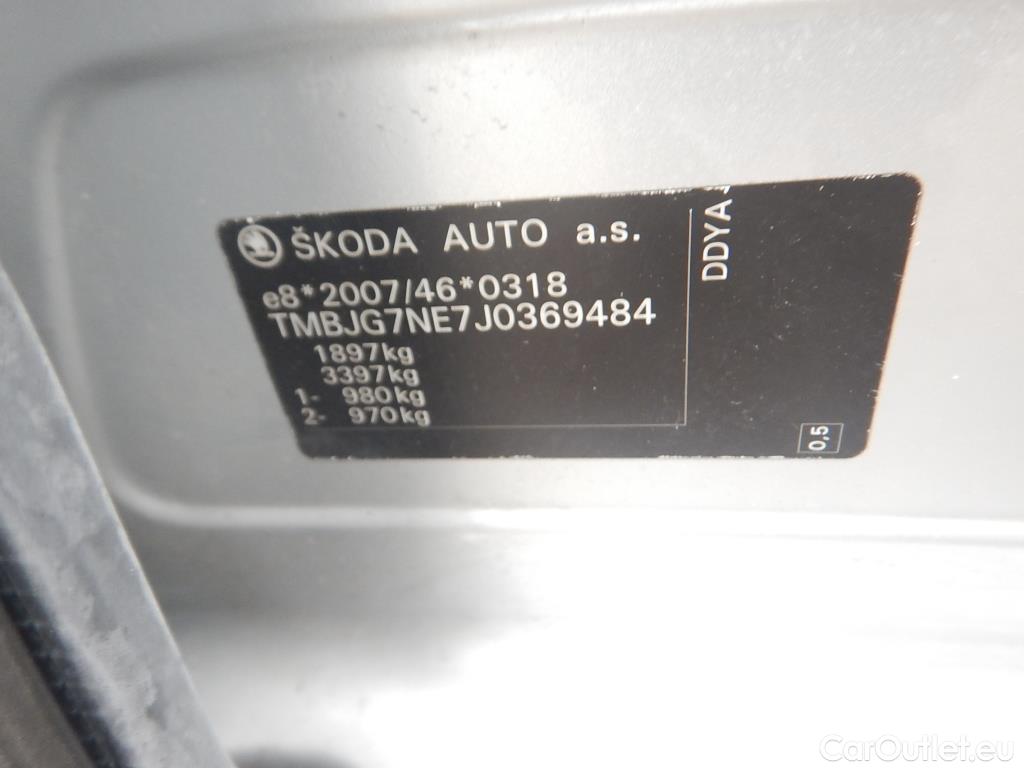 ŠKODA AUTO a.s.
e8*2007/46*0318
TMBJG7NE7J0369484
1897kg
3397kg
1- 980kg
2- 970kg
DDYA
0,5
CarOutlet.eu